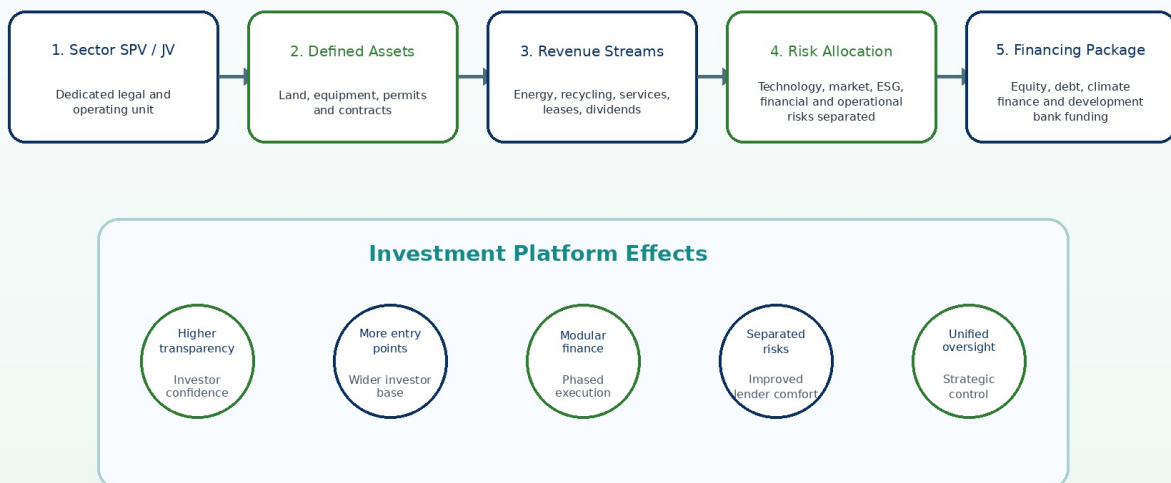 1. Sector SPV / JV
Dedicated legal and
operating unit
2. Defined Assets
Land, equipment, permits
and contracts
3. Revenue Streams
Energy, recycling, services,
leases, dividends
4. Risk Allocation
Technology, market, ESG,
financial and operational
risks separated
5. Financing Package
Equity, debt, climate
finance and development
bank funding
Investment Platform Effects
Higher
transparency
Investor
confidence
More entry
points
Wider investor
base
Modular
finance
Phased
execution
Separated
risks
Improved
lender comfort
Unified
oversight
Strategic
control